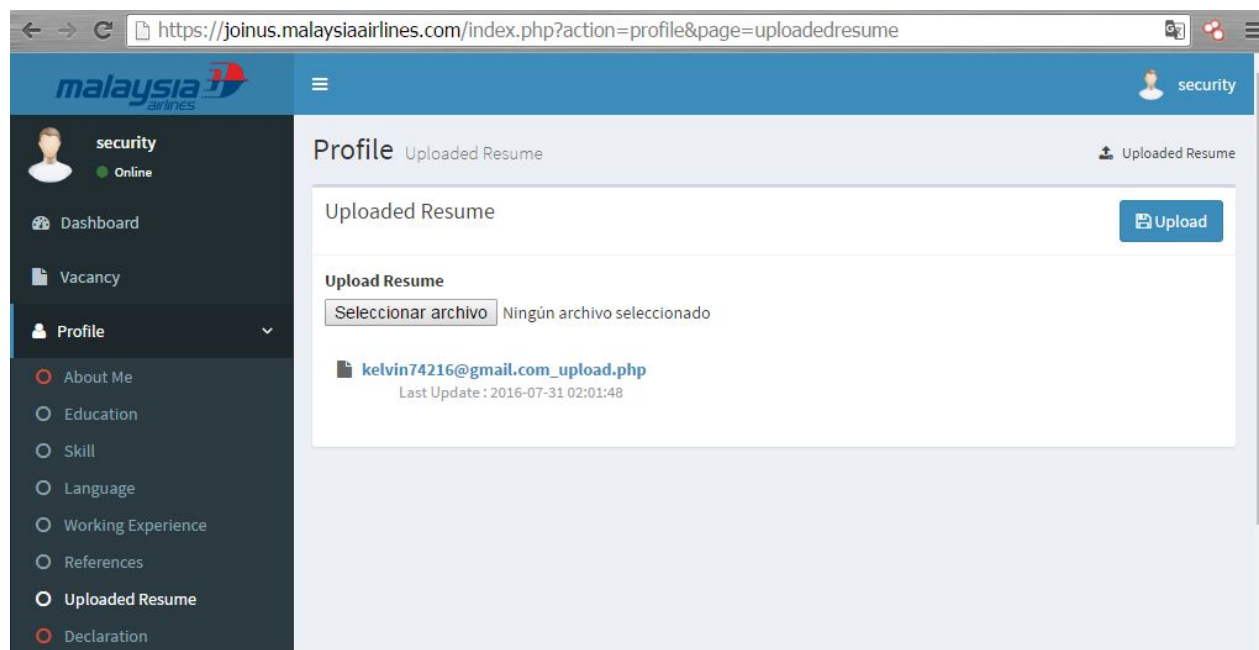 https://joinus.malaysiaairlines.com/index.php?action=profile&page=uploadedresume
malaysia
airlines
security
security
Online
Profile Uploaded Resume
Uploaded Resume
Dashboard
Vacancy
Profile
About Me
Education
Skill
Language
Working Experience
References
Uploaded Resume
Declaration
Uploaded Resume
Upload
Upload Resume
Seleccionar archivo Ningún archivo seleccionado
kelvin74216@gmail.com_upload.php
Last Update : 2016-07-31 02:01:48